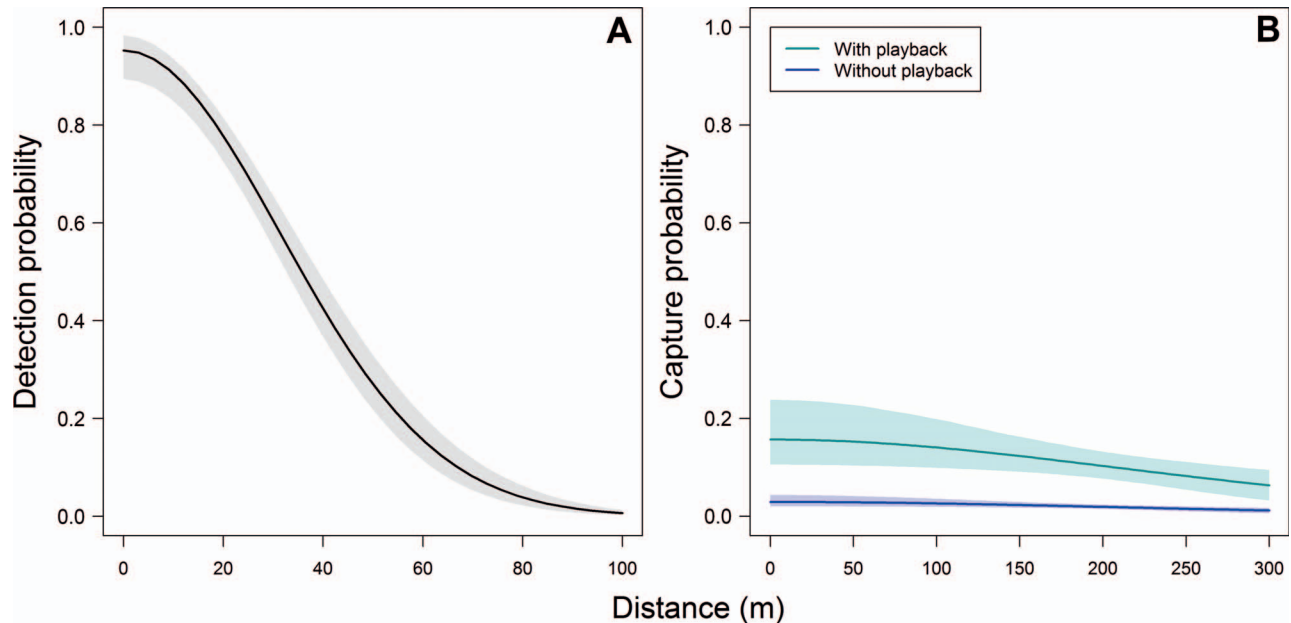 A
Detection probability
1.0
0.8
0.6
0.4
0.2
0.0
0 20 40 60 80 100
B
With playback
Without playback
Capture probability
1.0
0.8
0.6
0.4
0.2
0.0
0 50 100 150 200 250 300
Distance (m)